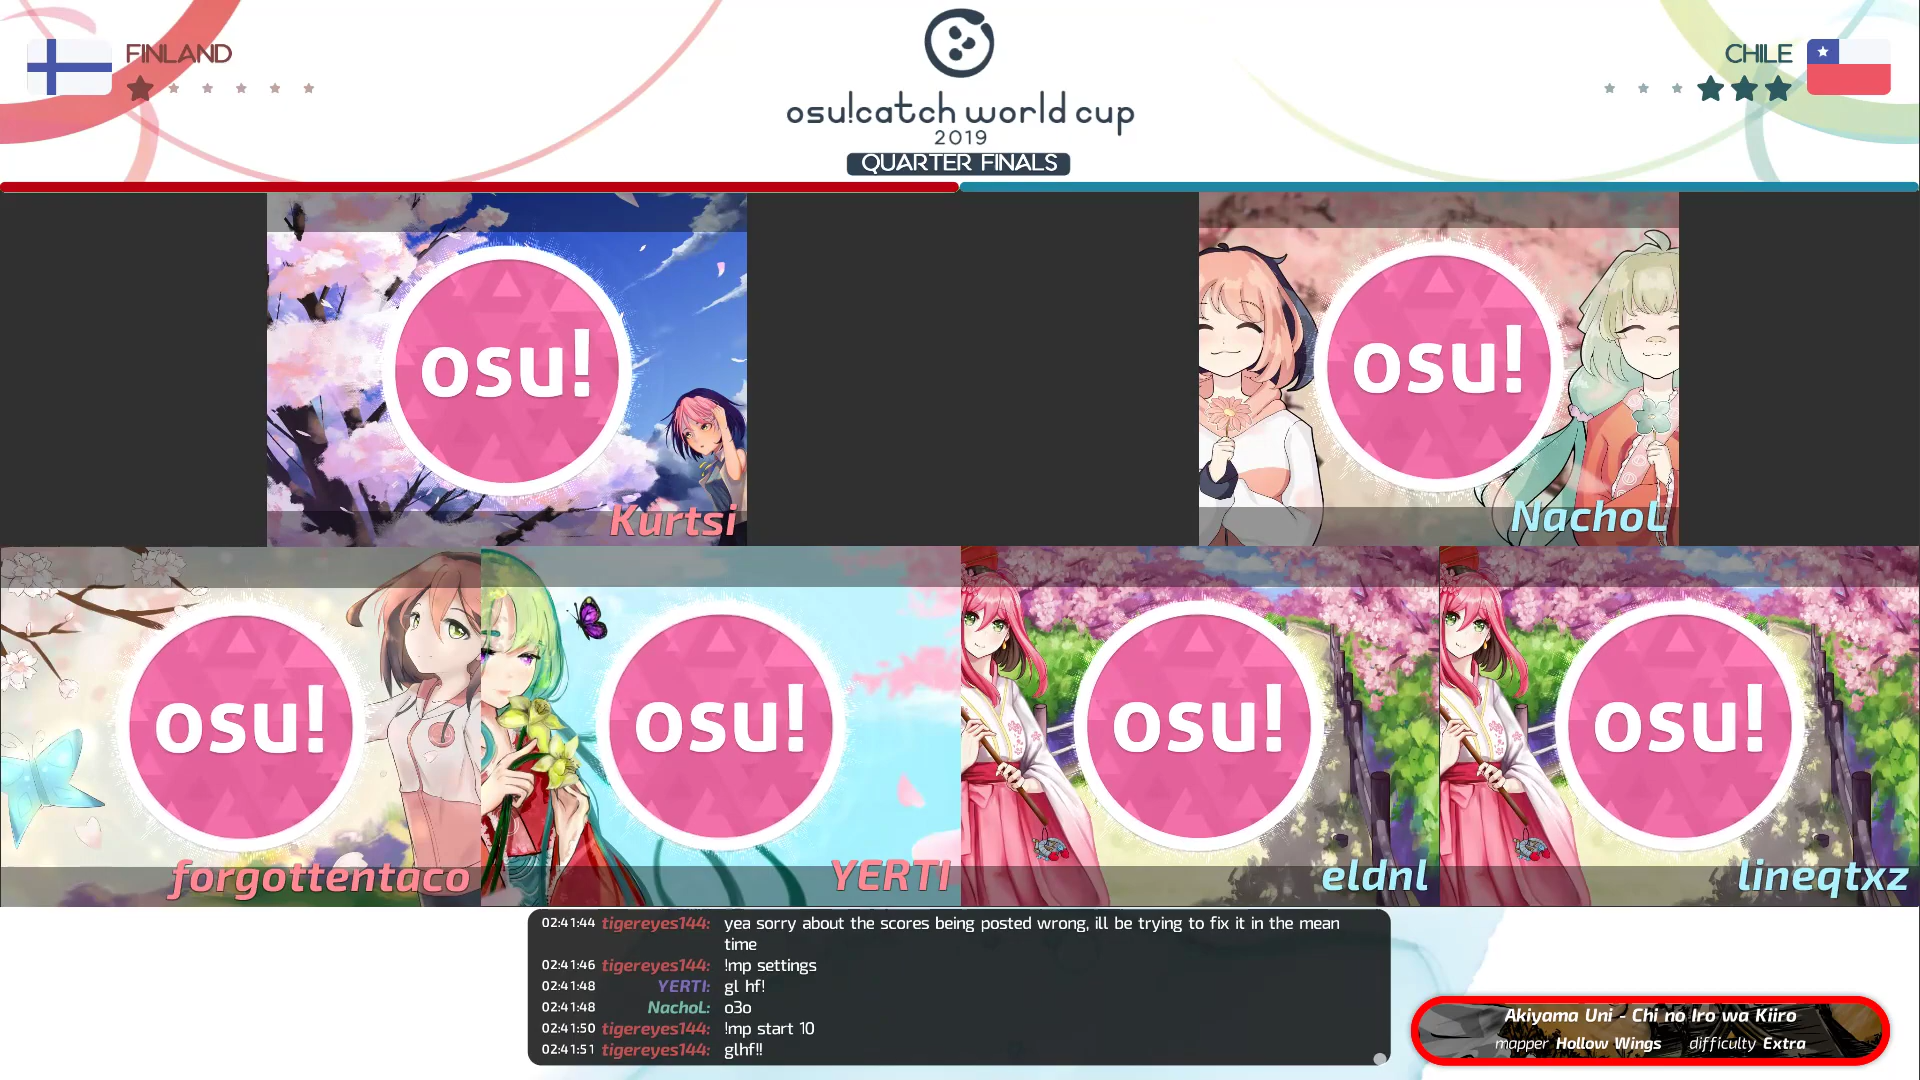 FINLAND
CHILE
osu!catch world cup
2019
QUARTER FINALS
osu!
Kurtsi
osu!
NachoL
osu!
forgottentaco
osu!
YERTI
osu!
eldnl
osu!
lineqtxz
02:41:44 tigereyes144: yea sorry about the scores being posted wrong, ill be trying to fix it in the mean
time
02:41:46 tigereyes144: !mp settings
02:41:48 YERTI: gl hf!
02:41:48 NachoL: o3o
02:41:50 tigereyes144: !mp start 10
02:41:51 tigereyes144: glhf!!
Akiyama Uni - Chi no Iro wa Kiiro
mapper Hollow Wings difficulty Extra